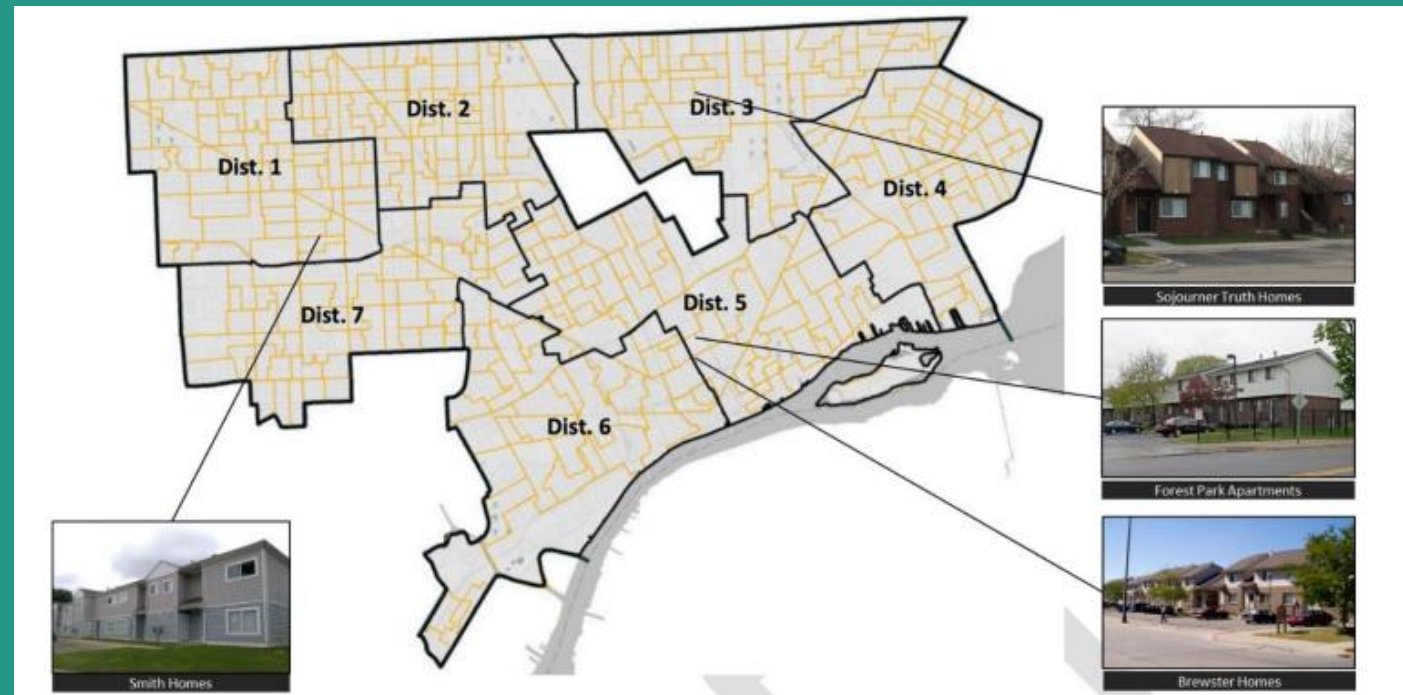 Dist. 1
Dist. 2
Dist. 3
Dist. 4
Dist. 5
Dist. 6
Dist. 7
Sojourner Truth Homes
Forest Park Apartments
Brewster Homes
Smith Homes